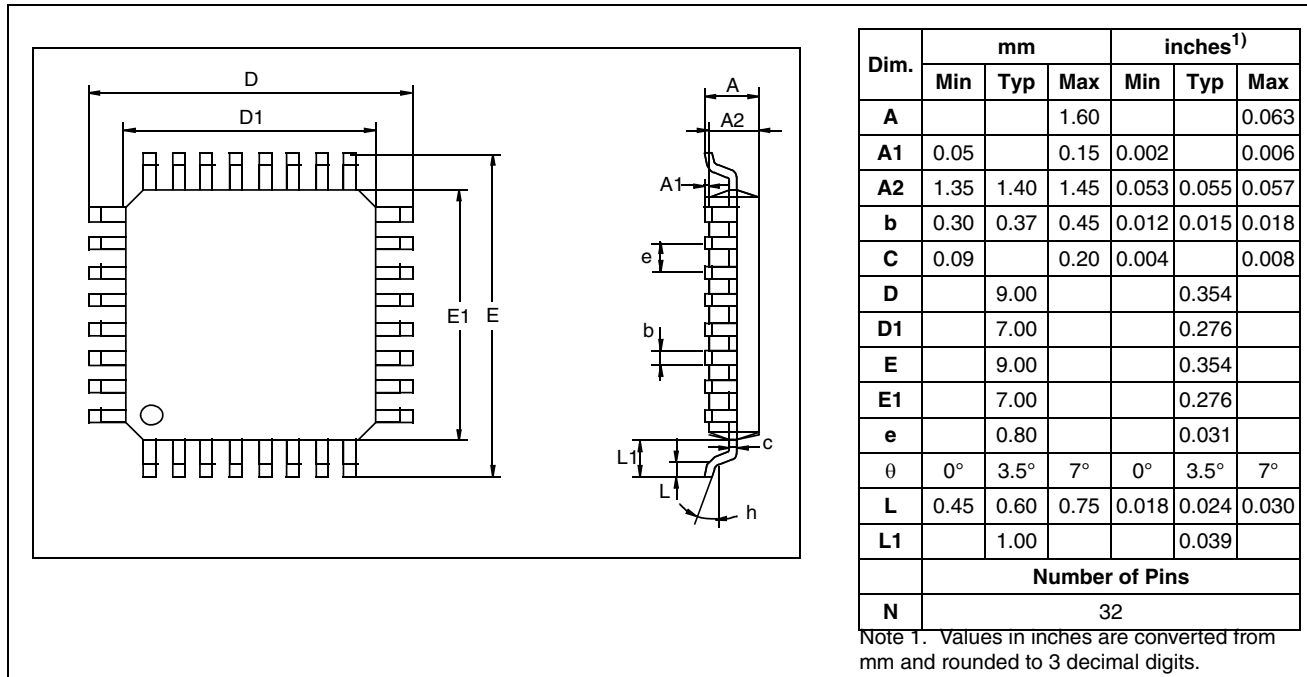 D
D1
E1
E
A
A2
A1
e
b
L1
L
c
h
Dim. mm inches1)
Min Typ Max Min Typ Max
A 1.60 0.063
A1 0.05 0.15 0.002 0.006
A2 1.35 1.40 1.45 0.053 0.055 0.057
b 0.30 0.37 0.45 0.012 0.015 0.018
C 0.09 0.20 0.004 0.008
D 9.00 0.354
D1 7.00 0.276
E 9.00 0.354
E1 7.00 0.276
e 0.80 0.031
θ 0° 3.5° 7° 0° 3.5° 7°
L 0.45 0.60 0.75 0.018 0.024 0.030
L1 1.00 0.039
Number of Pins
N 32
Note 1. Values in inches are converted from
mm and rounded to 3 decimal digits.